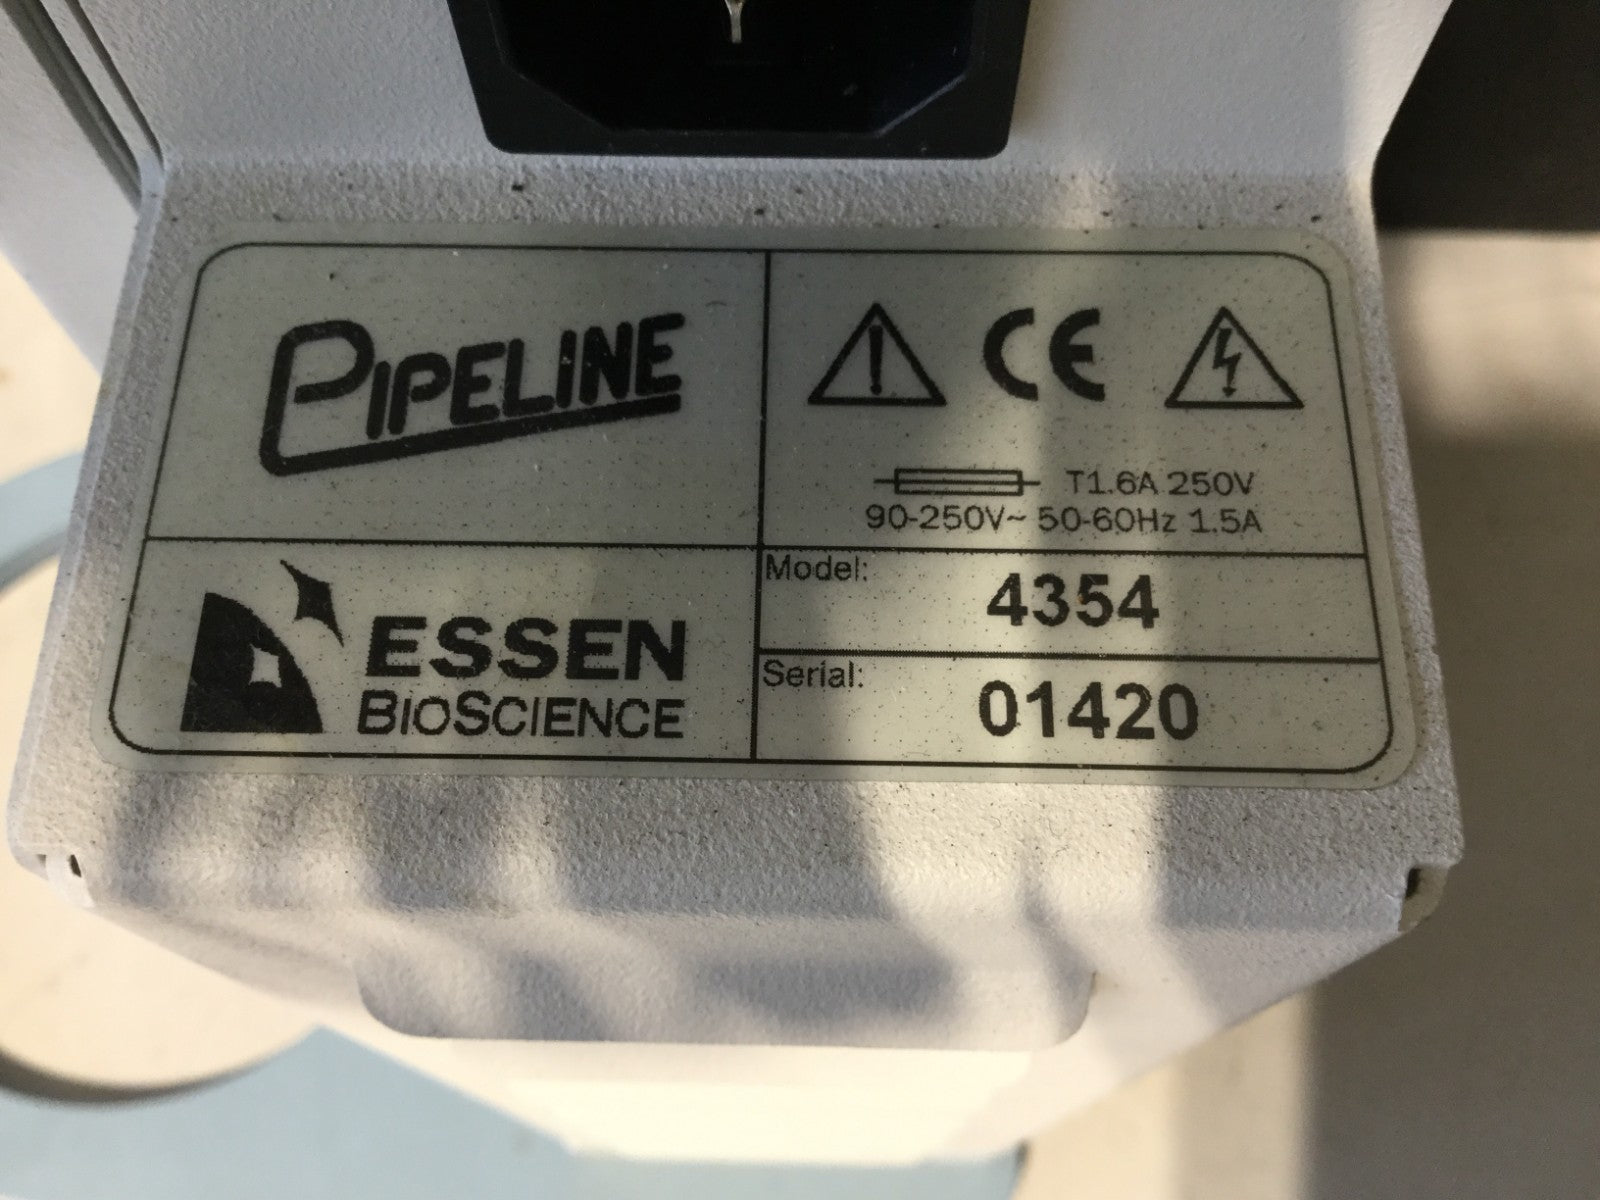 PIPELINE
CE
T1.6A 250V
90-250V~ 50-60Hz 1.5A
ESSEN
BIOSCIENCE
Model:
4354
Serial:
01420